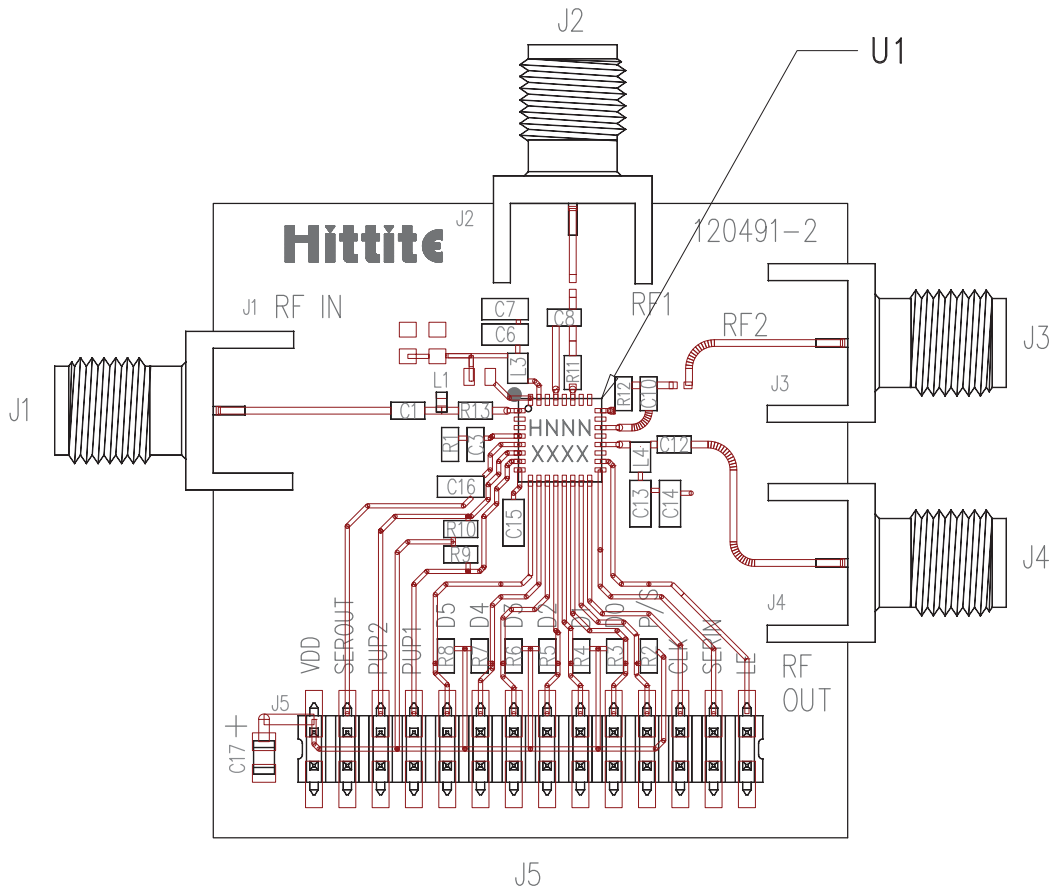 J2
U1
J2
120491-2
Hittite
J1 RF IN
RF1
RF2
J3
J3
J1
C7
C6
C8
L3
R11
R12
C10
L1
C1
R13
HNNN
XXXX
R1
C3
L4
C12
C16
C15
C13
C14
R10
R9
J4
J4
RF
OUT
VDD
SEROUT
PUP2
PUP1
D5
D4
D3
D2
D1
D0
P/S
CLK
SERIN
LE
R8
R7
R6
R5
R4
R3
R2
J5
+
C17
J5